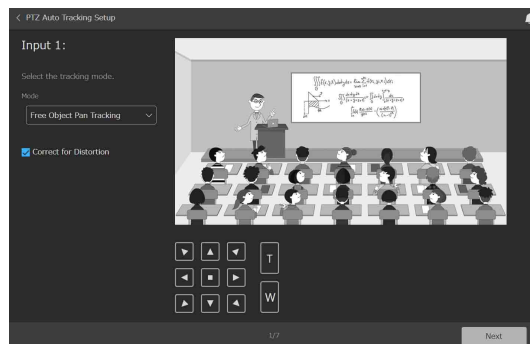 PTZ Auto Tracking Setup
Input 1:
Select the tracking mode.
Mode
Free Object Pan Tracking
Correct for Distortion
T
W
1/7
Next